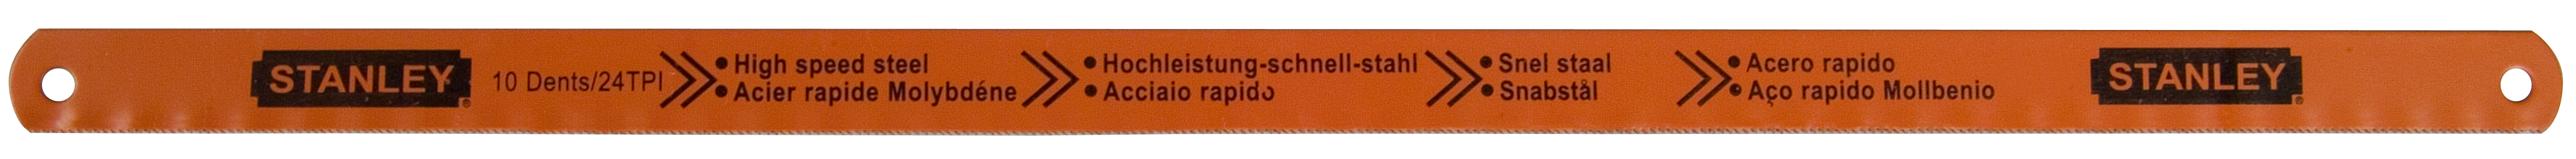 STANLEY®
10 Dents/24TPI
• High speed steel
• Acier rapide Molybdéne
• Hochleistung-schnell-stahl
• Acciaio rapido
• Snel staal
• Snabstål
• Acero rapido
• Aço rapido Mollbenio
STANLEY®